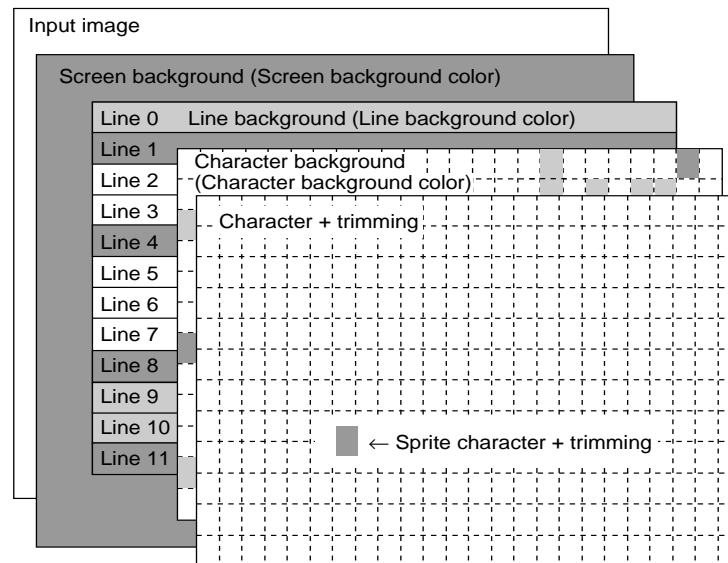 Input image
Screen background (Screen background color)
Line 0 Line background (Line background color)
Line 1
Character background
(Character background color)
Line 2
Line 3
Character + trimming
Line 4
Line 5
Line 6
Line 7
Line 8
Line 9
Line 10
← Sprite character + trimming
Line 11